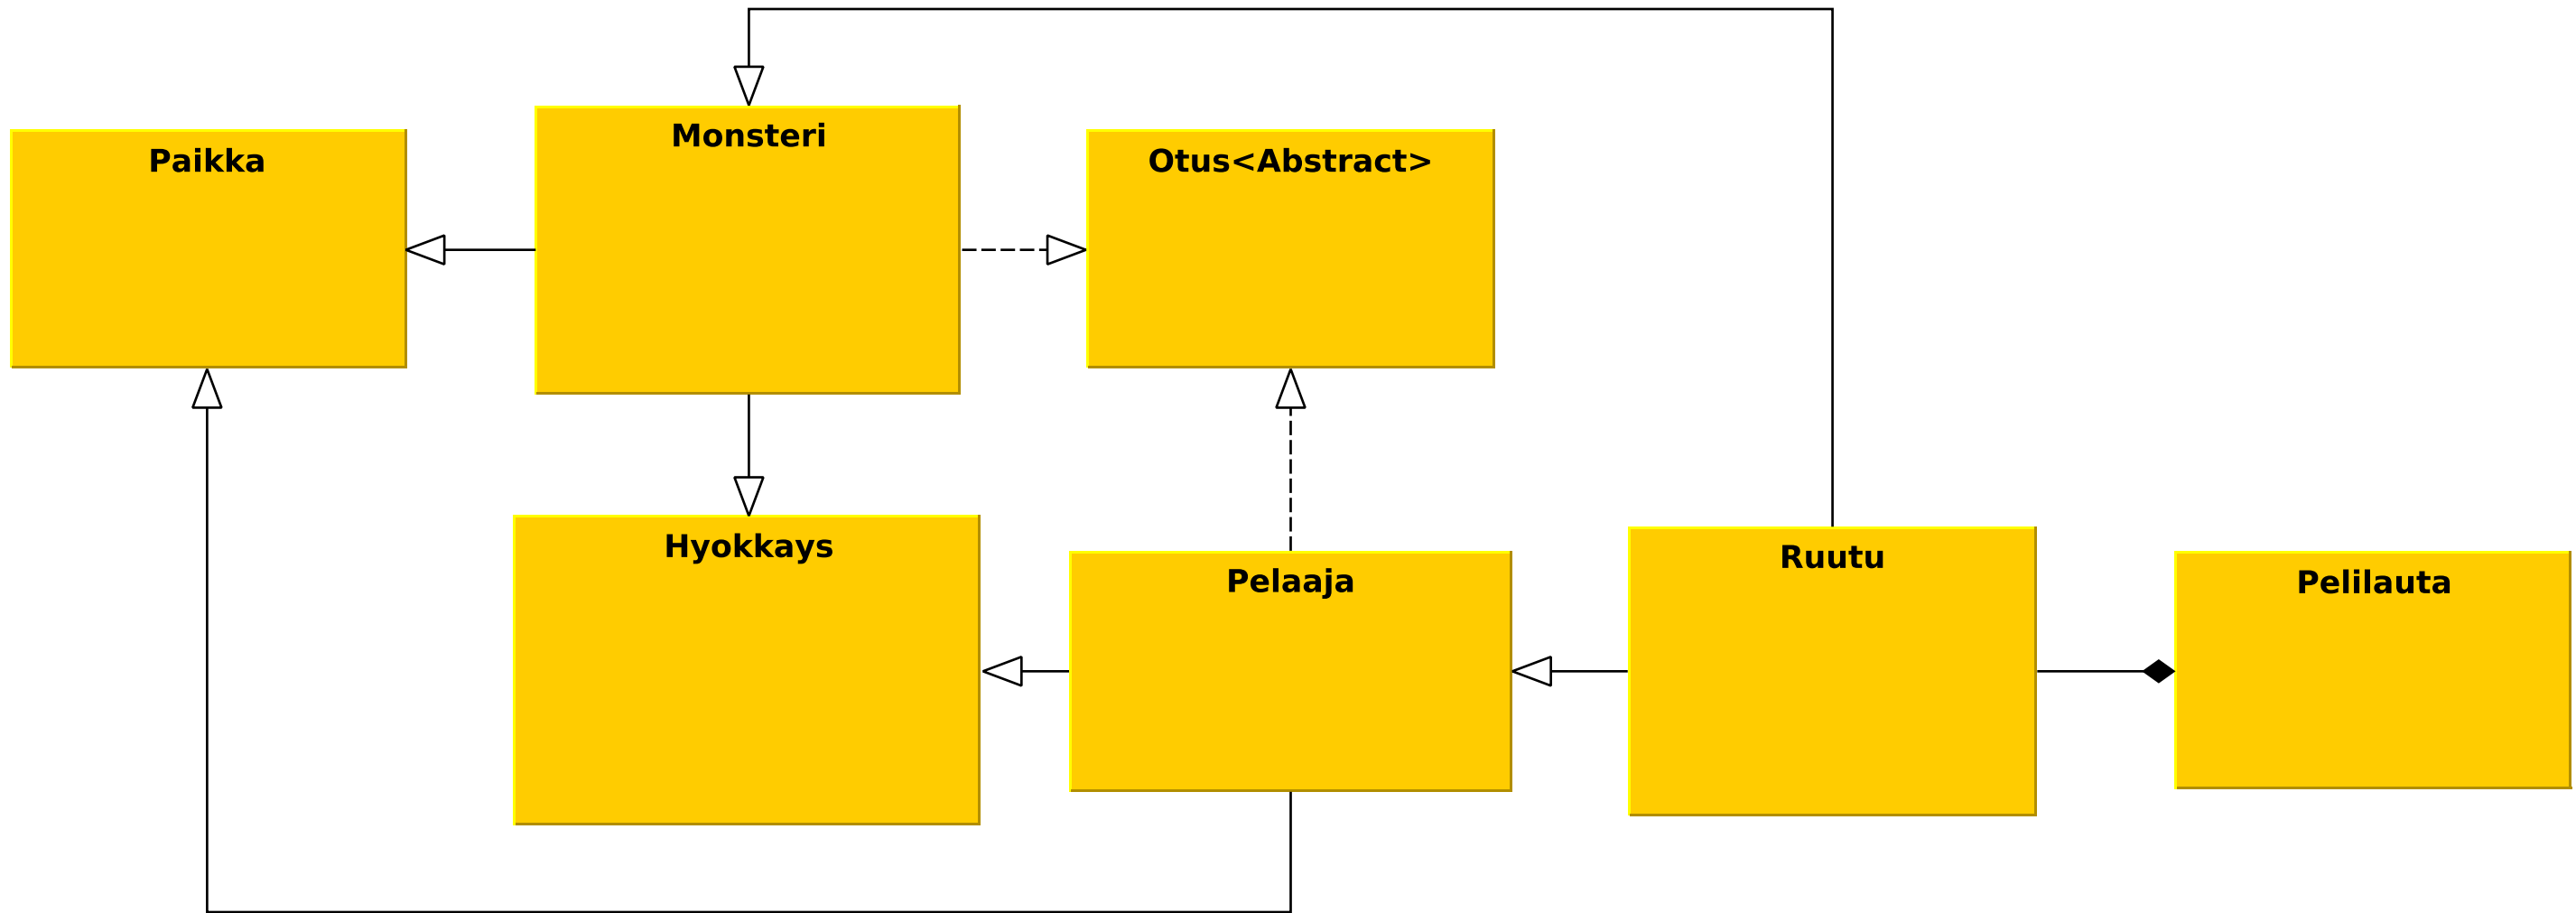 Paikka
Monsteri
Otus<Abstract>
Hyokkays
Pelaaja
Ruutu
Pelilauta